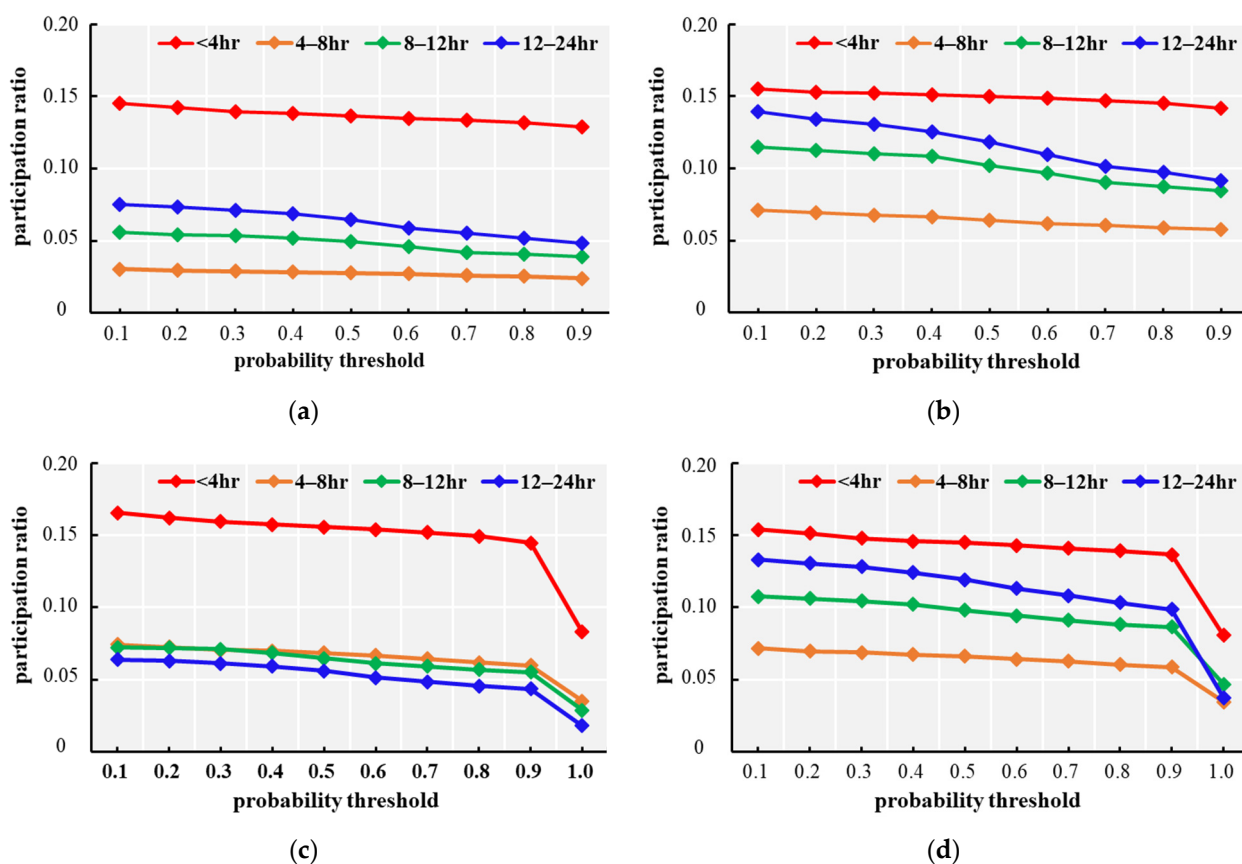 0.20
<4hr 4–8hr 8–12hr 12–24hr
0.15
0.10
0.05
0
participation ratio
0.1 0.2 0.3 0.4 0.5 0.6 0.7 0.8 0.9
probability threshold
(a)
0.20
<4hr 4–8hr 8–12hr 12–24hr
0.15
0.10
0.05
0
participation ratio
0.1 0.2 0.3 0.4 0.5 0.6 0.7 0.8 0.9
probability threshold
(b)
0.20
<4hr 4–8hr 8–12hr 12–24hr
0.15
0.10
0.05
0
participation ratio
0.1 0.2 0.3 0.4 0.5 0.6 0.7 0.8 0.9 1.0
probability threshold
(c)
0.20
<4hr 4–8hr 8–12hr 12–24hr
0.15
0.10
0.05
0
participation ratio
0.1 0.2 0.3 0.4 0.5 0.6 0.7 0.8 0.9 1.0
probability threshold
(d)